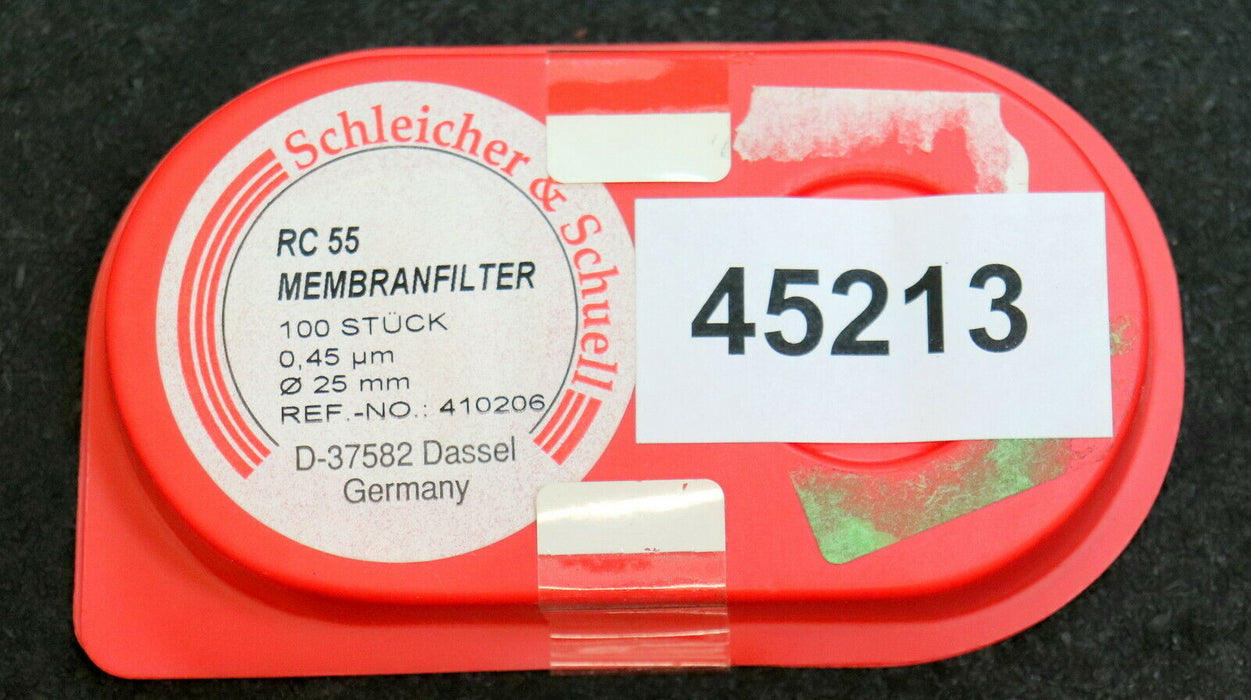 Schleicher & Schuell
RC 55
MEMBRANFILTER
100 STÜCK
0,45 µm
Ø 25 mm
REF.-NO.: 410206
D-37582 Dassel
Germany
45213